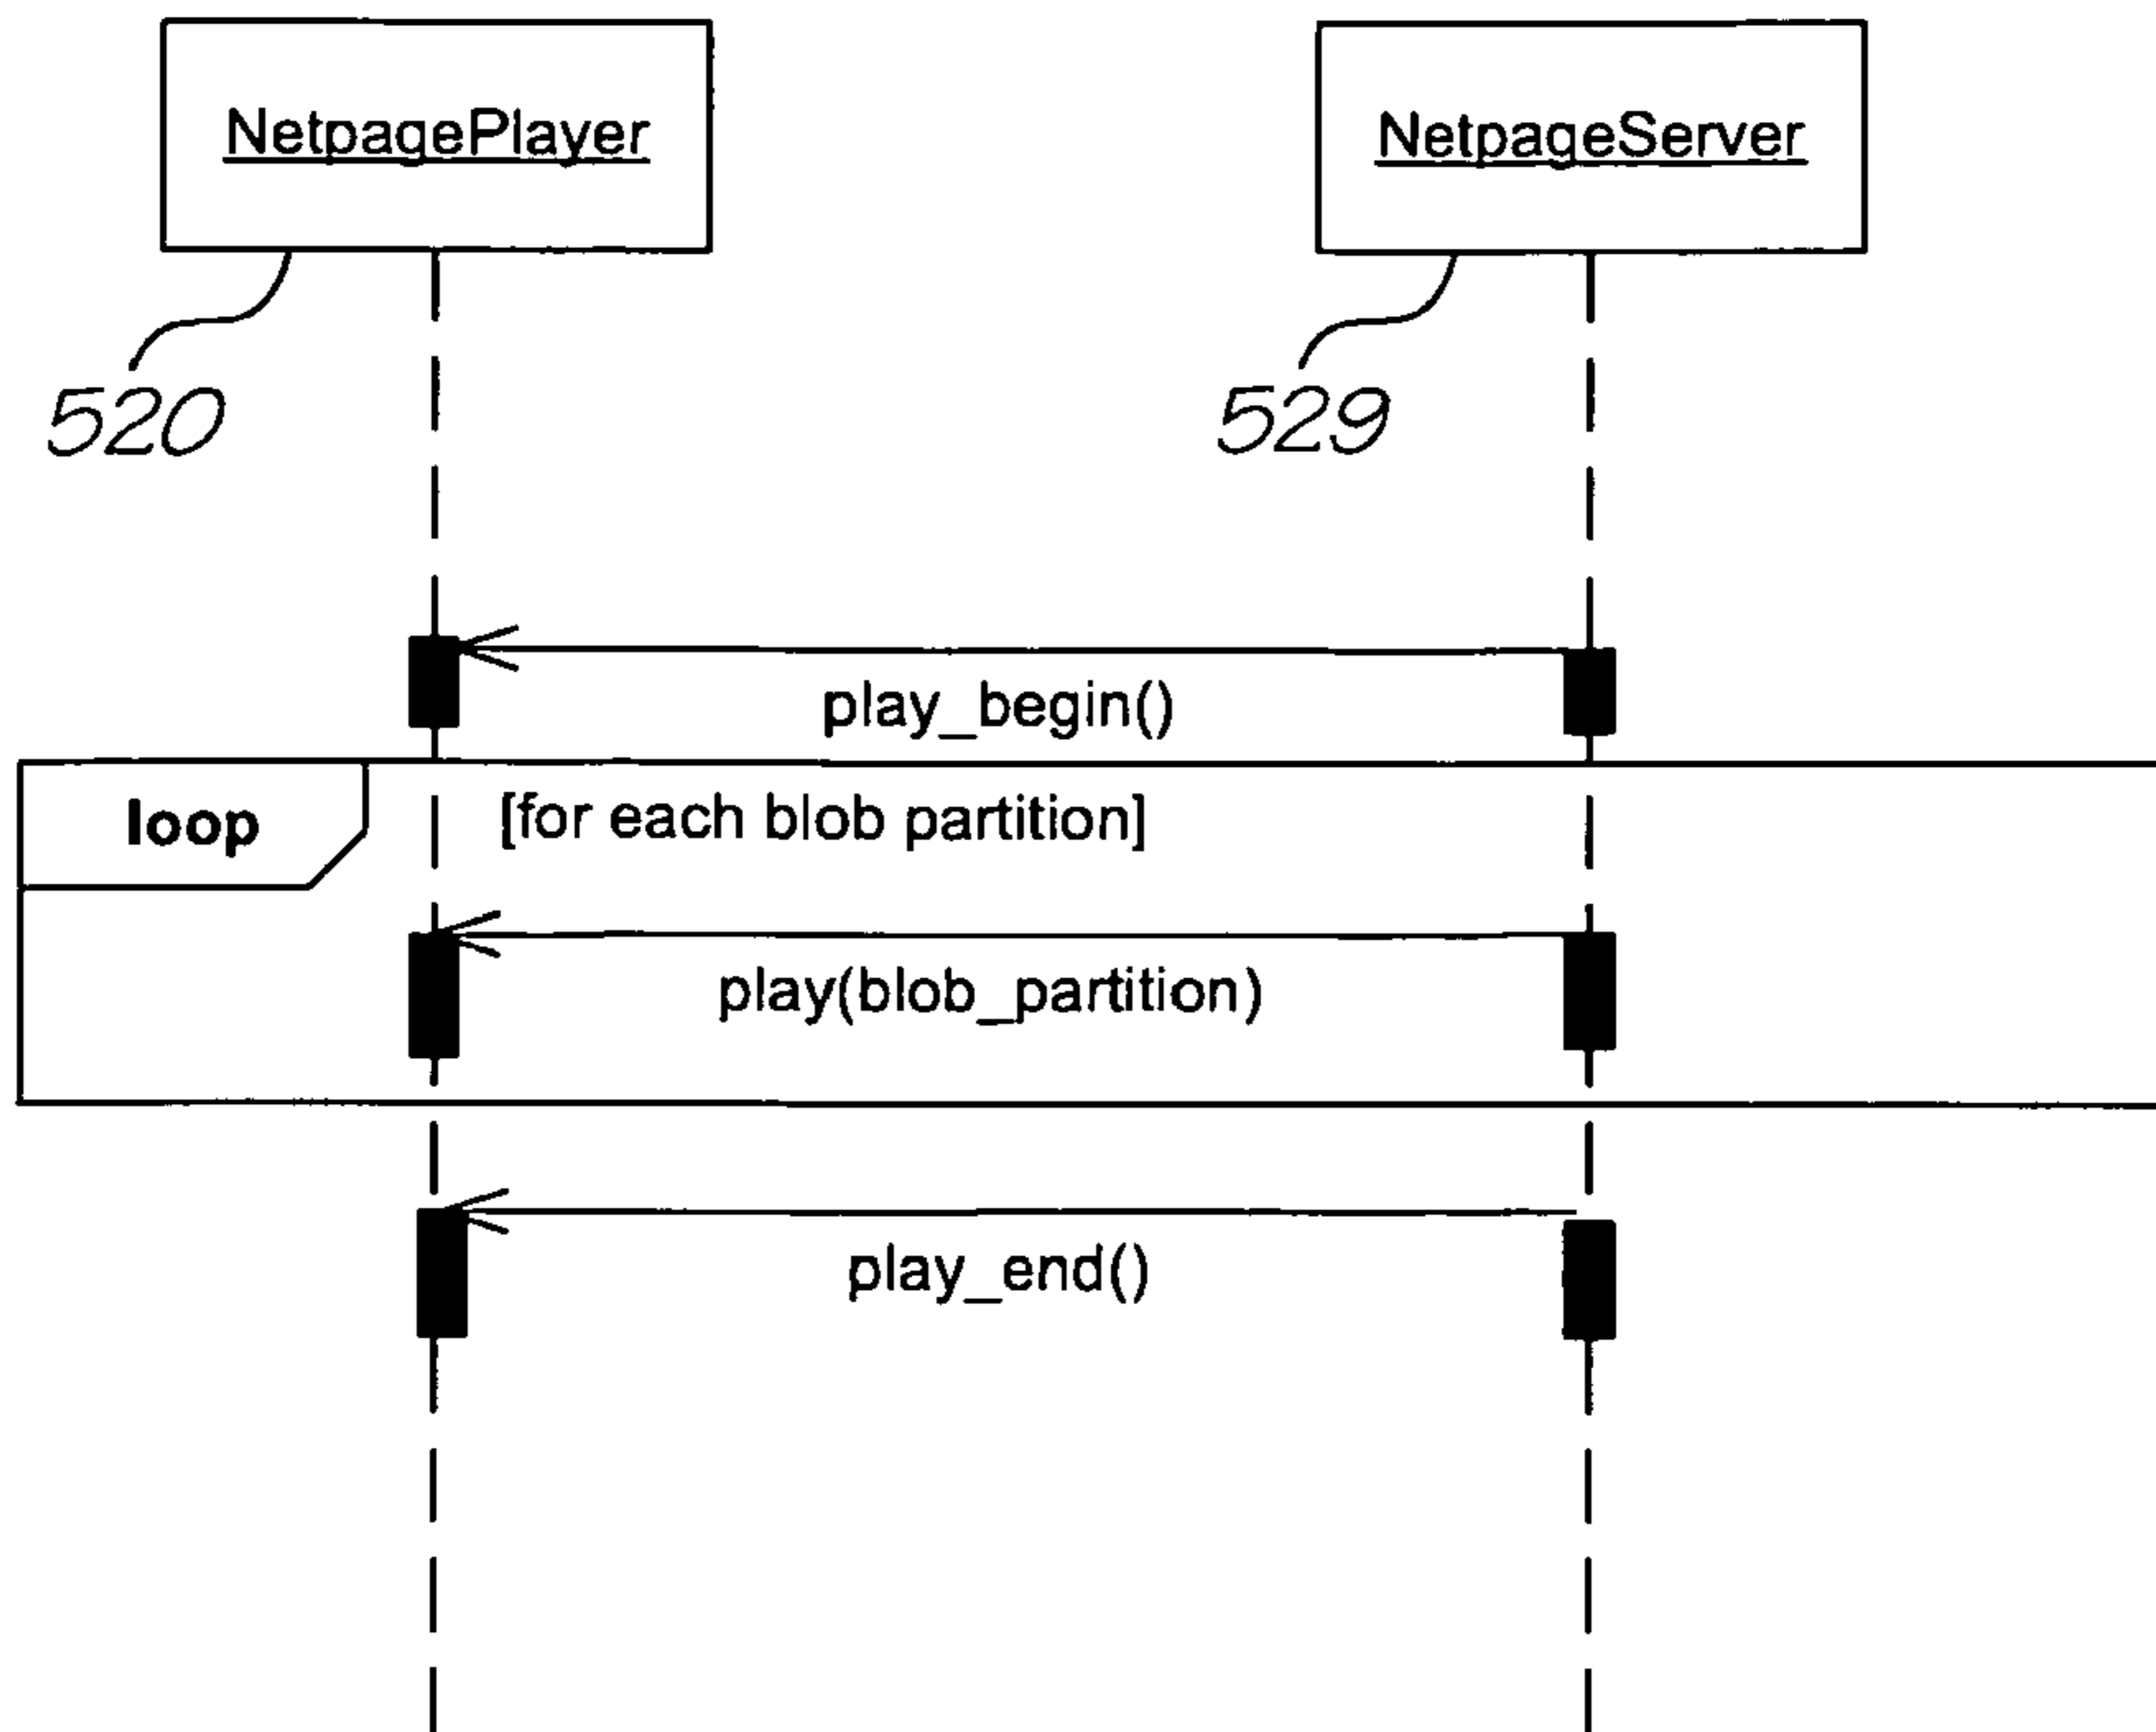 NetpagePlayer
NetpageServer
520
529
play_begin()
loop
[for each blob partition]
play(blob_partition)
play_end()